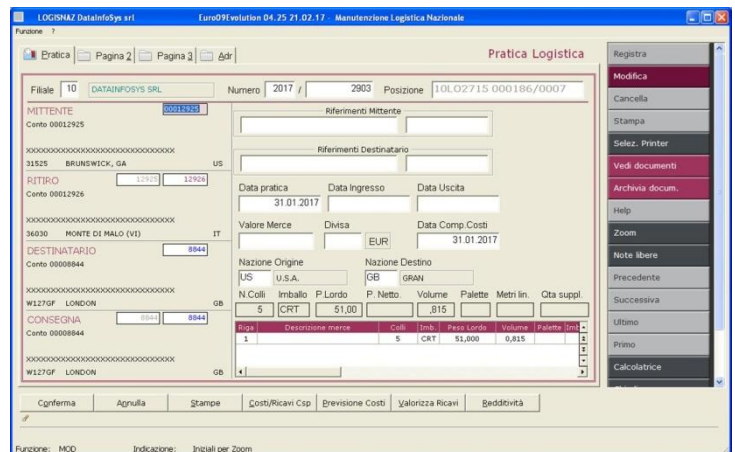 LOGISNAZ DataInfoSys srl Euro09Evolution 04.25 21.02.17 - Manutenzione Logistica Nazionale
Funzione ?
Pratica Pagina 2 Pagina 3 Adr Pratica Logistica
Filiale 10 DATAINFOSYS SRL Numero 2017 / 2903 Posizione 10L02715 000186/0007
MITTENTE 00012925
Conto 00012925
XXXXXXXXXXXXXXXXXXXXXXXXXXXXXX
31525 BRUNSWICK, GA US
RITIRO 12925 12926
Conto 00012926
XXXXXXXXXXXXXXXXXXXXXXXXXXXXXX
36030 MONTE DI MALO (VI) IT
DESTINATARIO 8844
Conto 00008844
XXXXXXXXXXXXXXXXXXXXXXXXXXXXXX
W127GF LONDON GB
CONSEGNA 8844 8844
Conto 00008844
XXXXXXXXXXXXXXXXXXXXXXXXXXXXXX
W127GF LONDON GB
Riferimenti Mittente
Riferimenti Destinatario
Data pratica Data Ingresso Data Uscita
31.01.2017
Valore Merce Divisa Data Comp.Costi
EUR 31.01.2017
Nazione Origine Nazione Destino
US U.S.A. GB GRAN
N.Colli Imballo P.Lordo P. Netto. Volume Palette Metri lin. Qta suppl.
5 CRT 51,00 ,815
Riga Descrizione merce Colli Imb. Peso Lordo Volume Palette Imb
1 5 CRT 51,000 0,815
Registra
Modifica
Cancella
Stampa
Selez. Printer
Vedi documenti
Archivia docum.
Help
Zoom
Note libere
Precedente
Successiva
Ultimo
Primo
Calcolatrice
Conferma Annulla Stampe Costi/Ricavi Csp Previsione Costi Valorizza Ricavi Redditività
Funzione: MOD Indicazione: Iniziali per Zoom